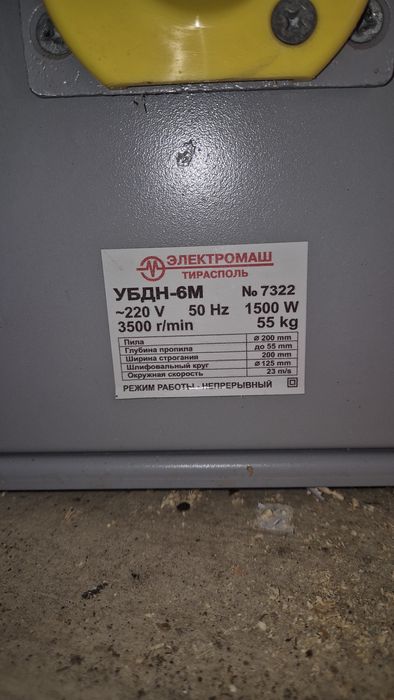 ЭЛЕКТРОМАШ
ТИРАСПОЛЬ
УБДН-6М № 7322
~220 V 50 Hz 1500 W
3500 r/min 55 kg
Пила ø 200 mm
Глубина пропила до 55 mm
Ширина строгания 200 mm
Шлифовальный круг ø 125 mm
Окружная скорость 23 m/s
РЕЖИМ РАБОТЫ - НЕПРЕРЫВНЫЙ